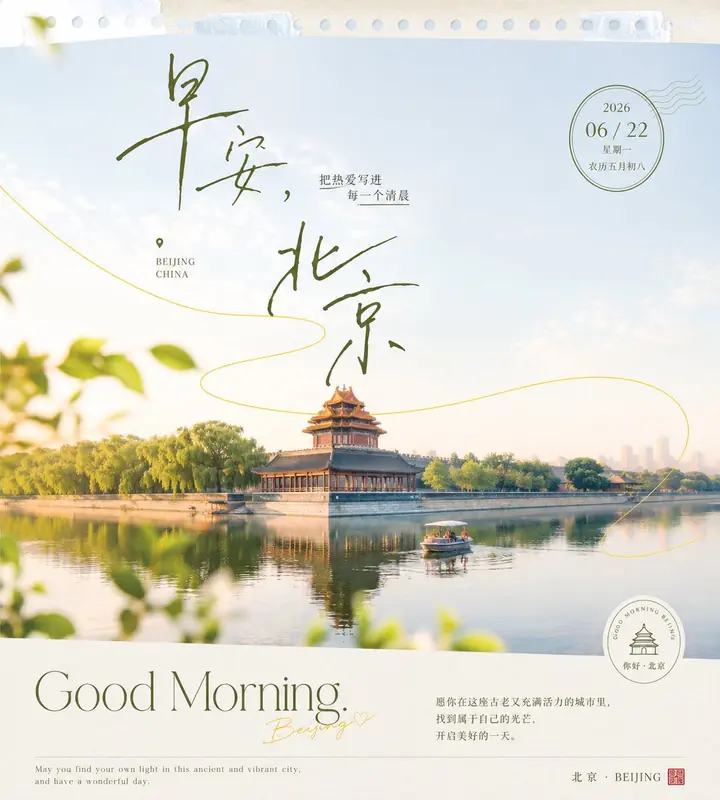 早安，
把热爱写进
每一个清晨
北京
BEIJING
CHINA
2026
06 / 22
星期一
农历五月初八
GOOD MORNING BEIJING
你好·北京
Good Morning.
Beijing
愿你在这座古老又充满活力的城市里，
找到属于自己的光芒，
开启美好的一天。
May you find your own light in this ancient and vibrant city,
and have a wonderful day.
北京 · BEIJING